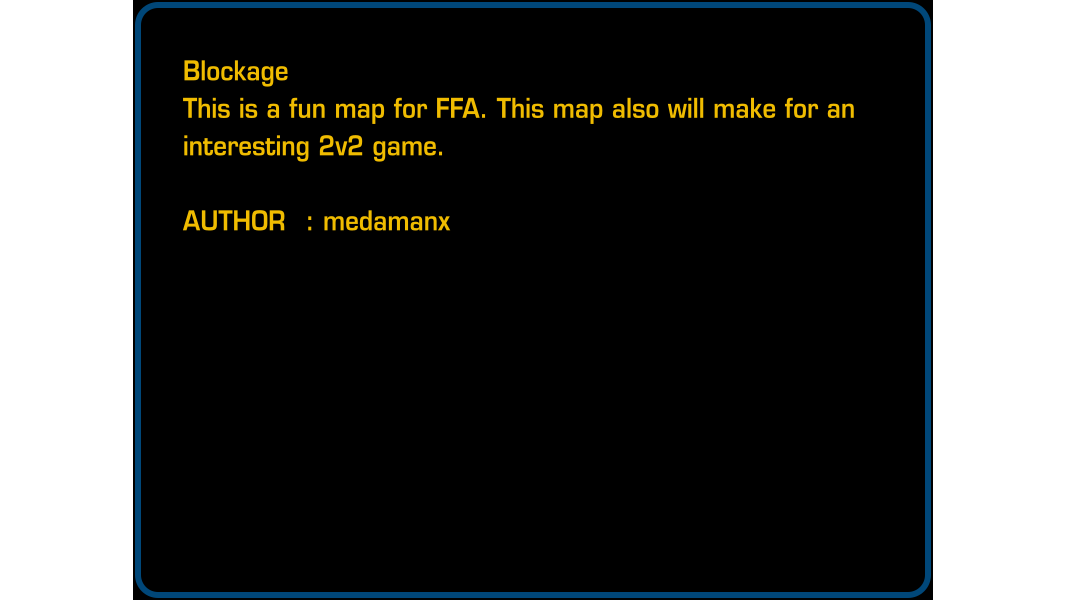 Blockage
This is a fun map for FFA. This map also will make for an
interesting 2v2 game.
AUTHOR : medamanx